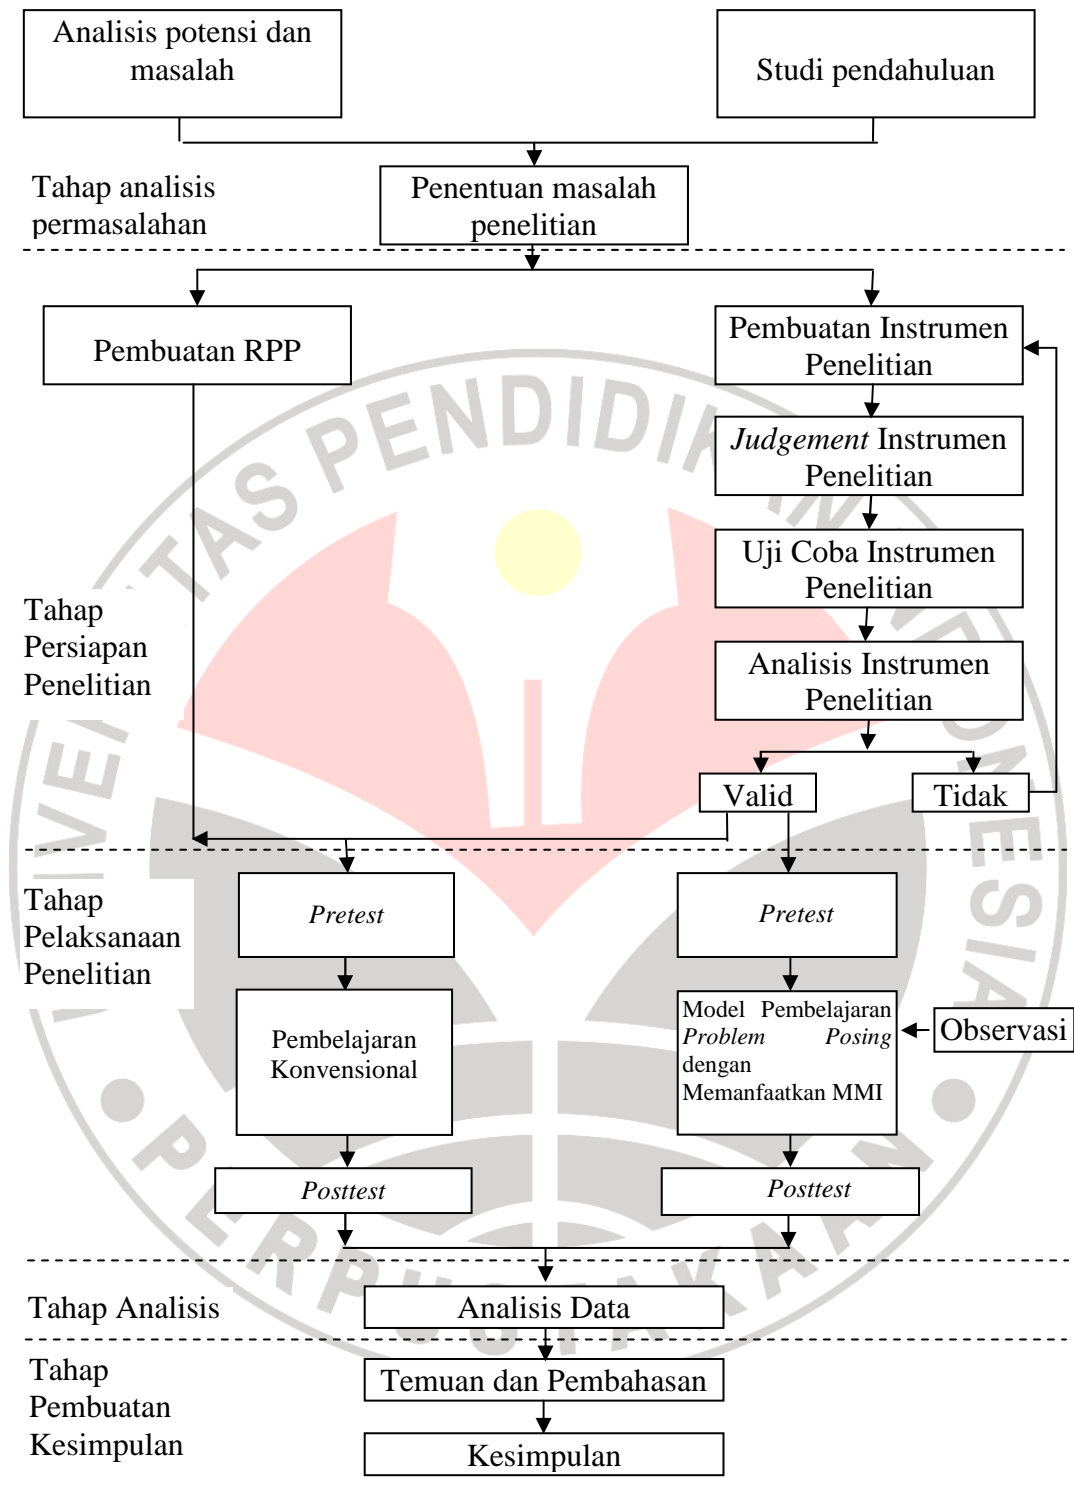 Analisis potensi dan
masalah
Studi pendahuluan
Tahap analisis
permasalahan
Penentuan masalah
penelitian
Pembuatan RPP
Pembuatan Instrumen
Penelitian
Judgement Instrumen
Penelitian
Uji Coba Instrumen
Penelitian
Tahap
Persiapan
Penelitian
Analisis Instrumen
Penelitian
Valid
Tidak
Tahap
Pelaksanaan
Penelitian
Pretest
Pretest
Pembelajaran
Konvensional
Model Pembelajaran
Problem Posing
dengan
Memanfaatkan MMI
Observasi
Posttest
Posttest
Tahap Analisis
Analisis Data
Tahap
Pembuatan
Kesimpulan
Temuan dan Pembahasan
Kesimpulan
PERPUSTAKAAN